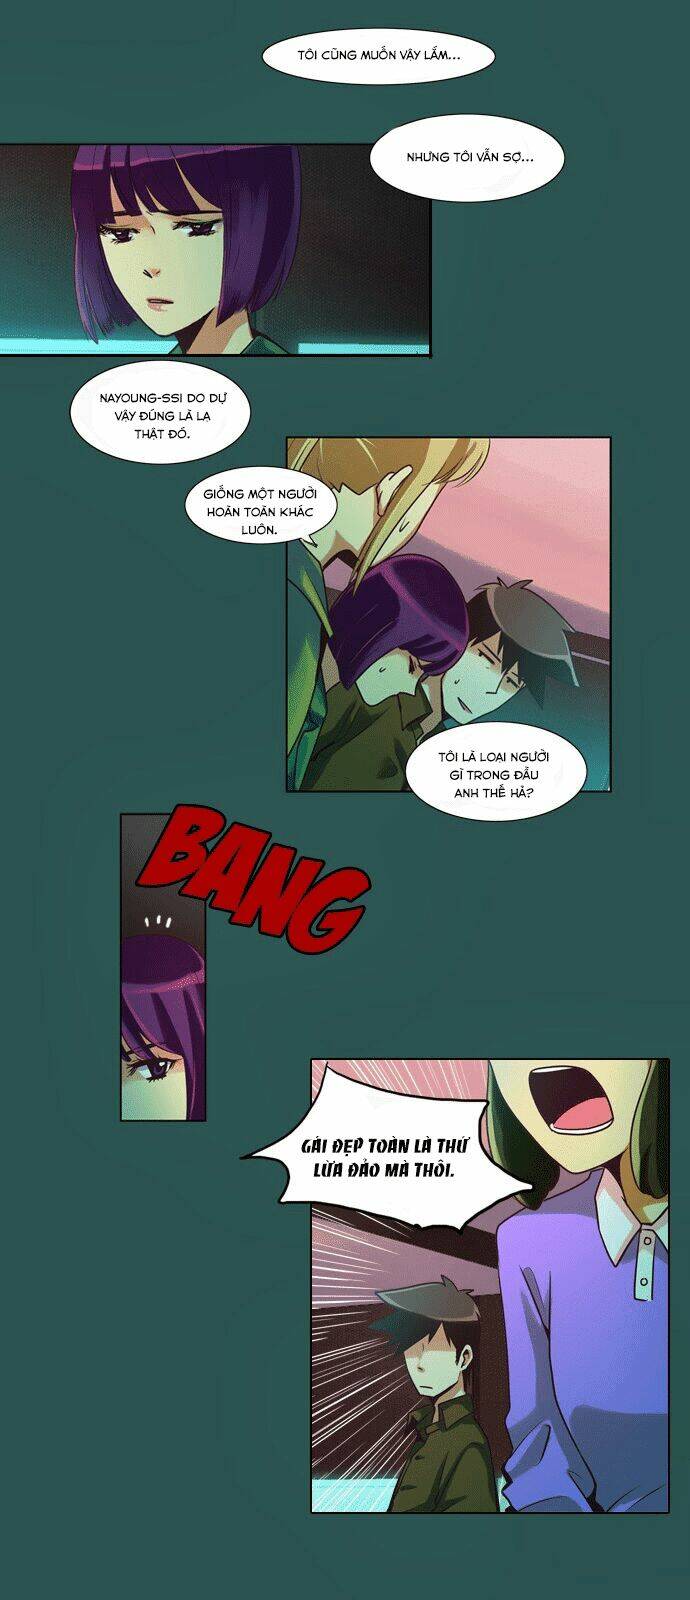 TÔI CŨNG MUỐN VẬY LẮM...
NHƯNG TÔI VẪN SỢ...
NAYOUNG-SSI DO DỰ
VẬY ĐÚNG LÀ LẠ
THẬT ĐÓ.
GIỐNG MỘT NGƯỜI
HOÀN TOÀN KHÁC
LUÔN.
TÔI LÀ LOẠI NGƯỜI
GÌ TRONG ĐẦU
ANH THẾ HẢ?
BANG
GÁI ĐẸP TOÀN LÀ THỨ
LỪA ĐẢO MÀ THÔI.